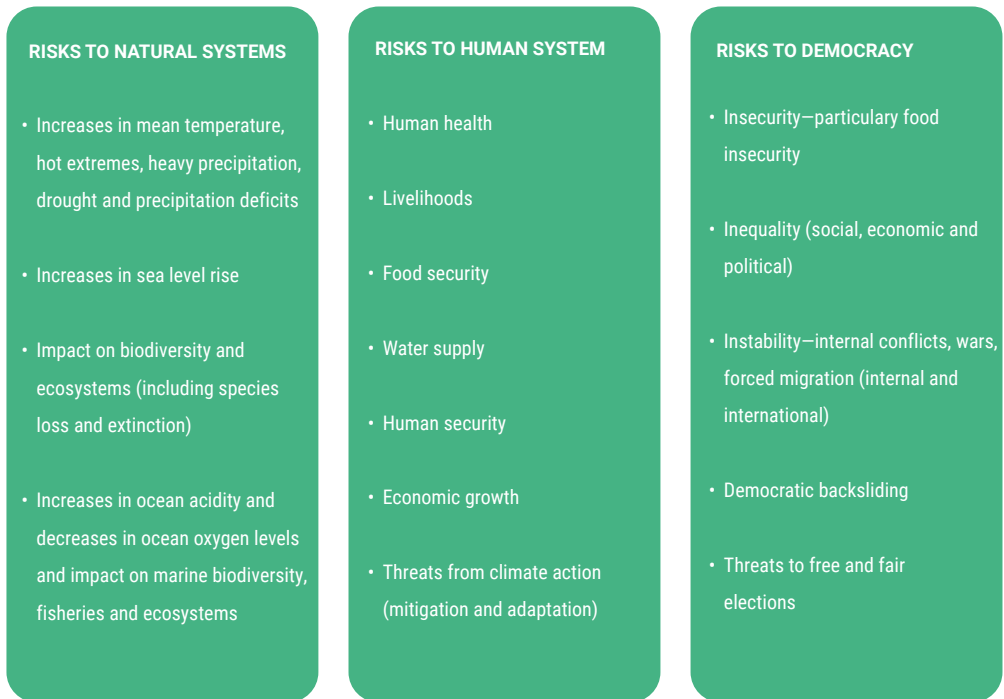 RISKS TO NATURAL SYSTEMS
• Increases in mean temperature,
hot extremes, heavy precipitation,
drought and precipitation deficits
• Increases in sea level rise
• Impact on biodiversity and
ecosystems (including species
loss and extinction)
• Increases in ocean acidity and
decreases in ocean oxygen levels
and impact on marine biodiversity,
fisheries and ecosystems
RISKS TO HUMAN SYSTEM
• Human health
• Livelihoods
• Food security
• Water supply
• Human security
• Economic growth
• Threats from climate action
(mitigation and adaptation)
RISKS TO DEMOCRACY
• Insecurity—particulary food
insecurity
• Inequality (social, economic and
political)
• Instability—internal conflicts, wars,
forced migration (internal and
international)
• Democratic backsliding
• Threats to free and fair
elections